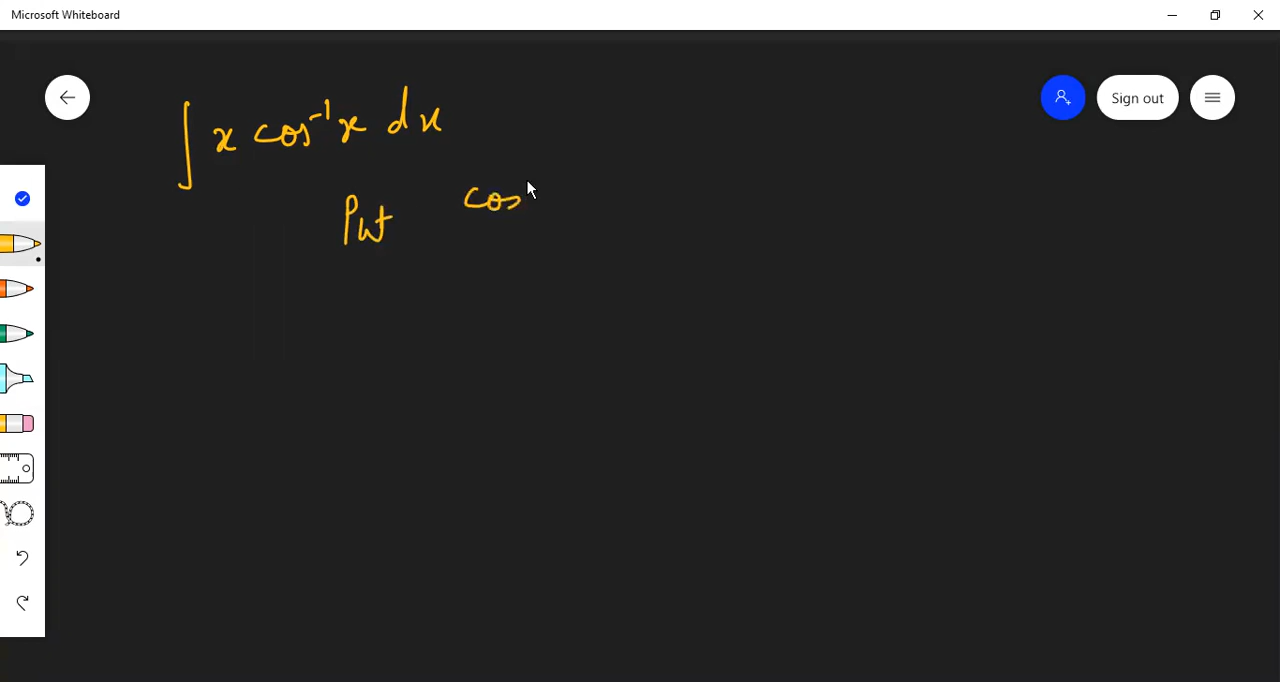 Microsoft Whiteboard
Sign out
∫ x cos⁻¹x dx
Put cos